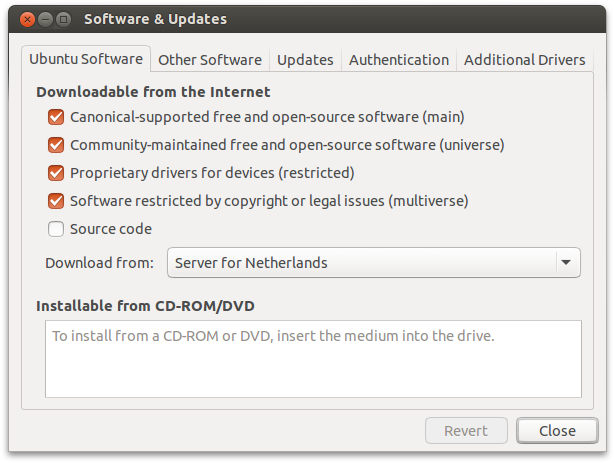 Software & Updates
Ubuntu Software
Other Software
Updates
Authentication
Additional Drivers
Downloadable from the Internet
Canonical-supported free and open-source software (main)
Community-maintained free and open-source software (universe)
Proprietary drivers for devices (restricted)
Software restricted by copyright or legal issues (multiverse)
Source code
Download from: Server for Netherlands
Installable from CD-ROM/DVD
To install from a CD-ROM or DVD, insert the medium into the drive.
Revert
Close